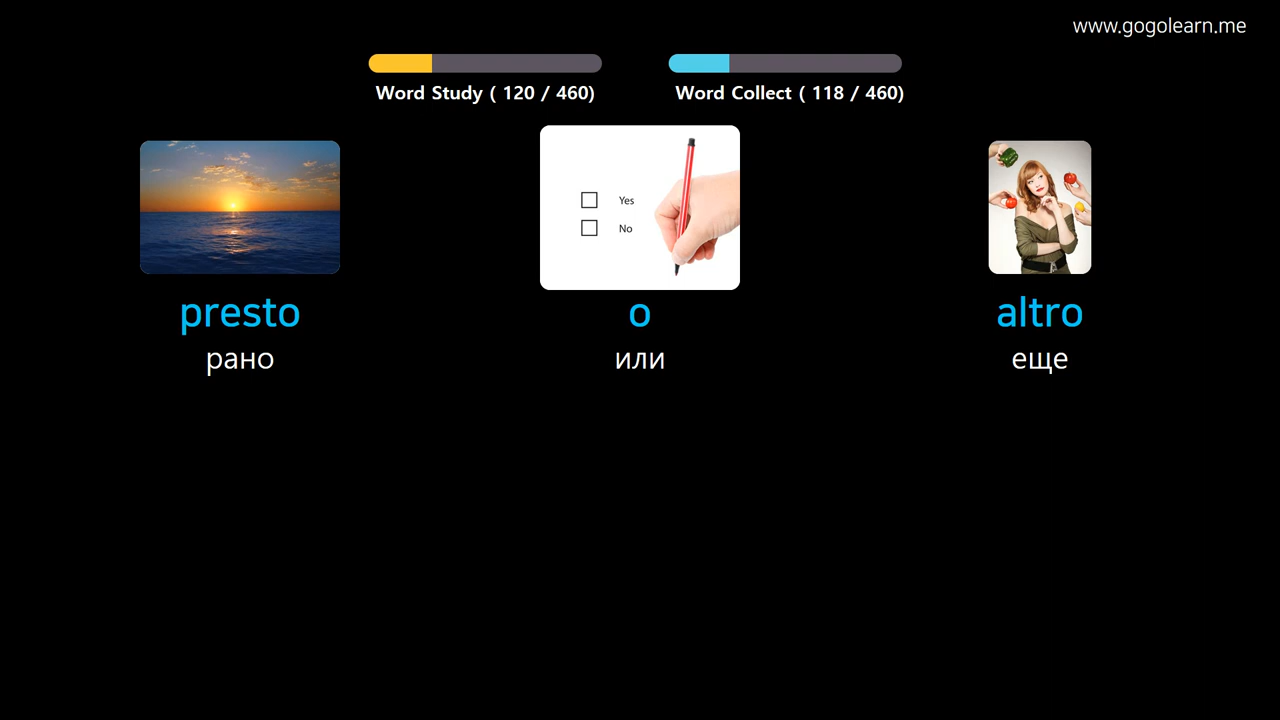 www.gogolearn.me
Word Study ( 120 / 460)
Word Collect ( 118 / 460)
Yes
No
presto
o
altro
рано
или
еще